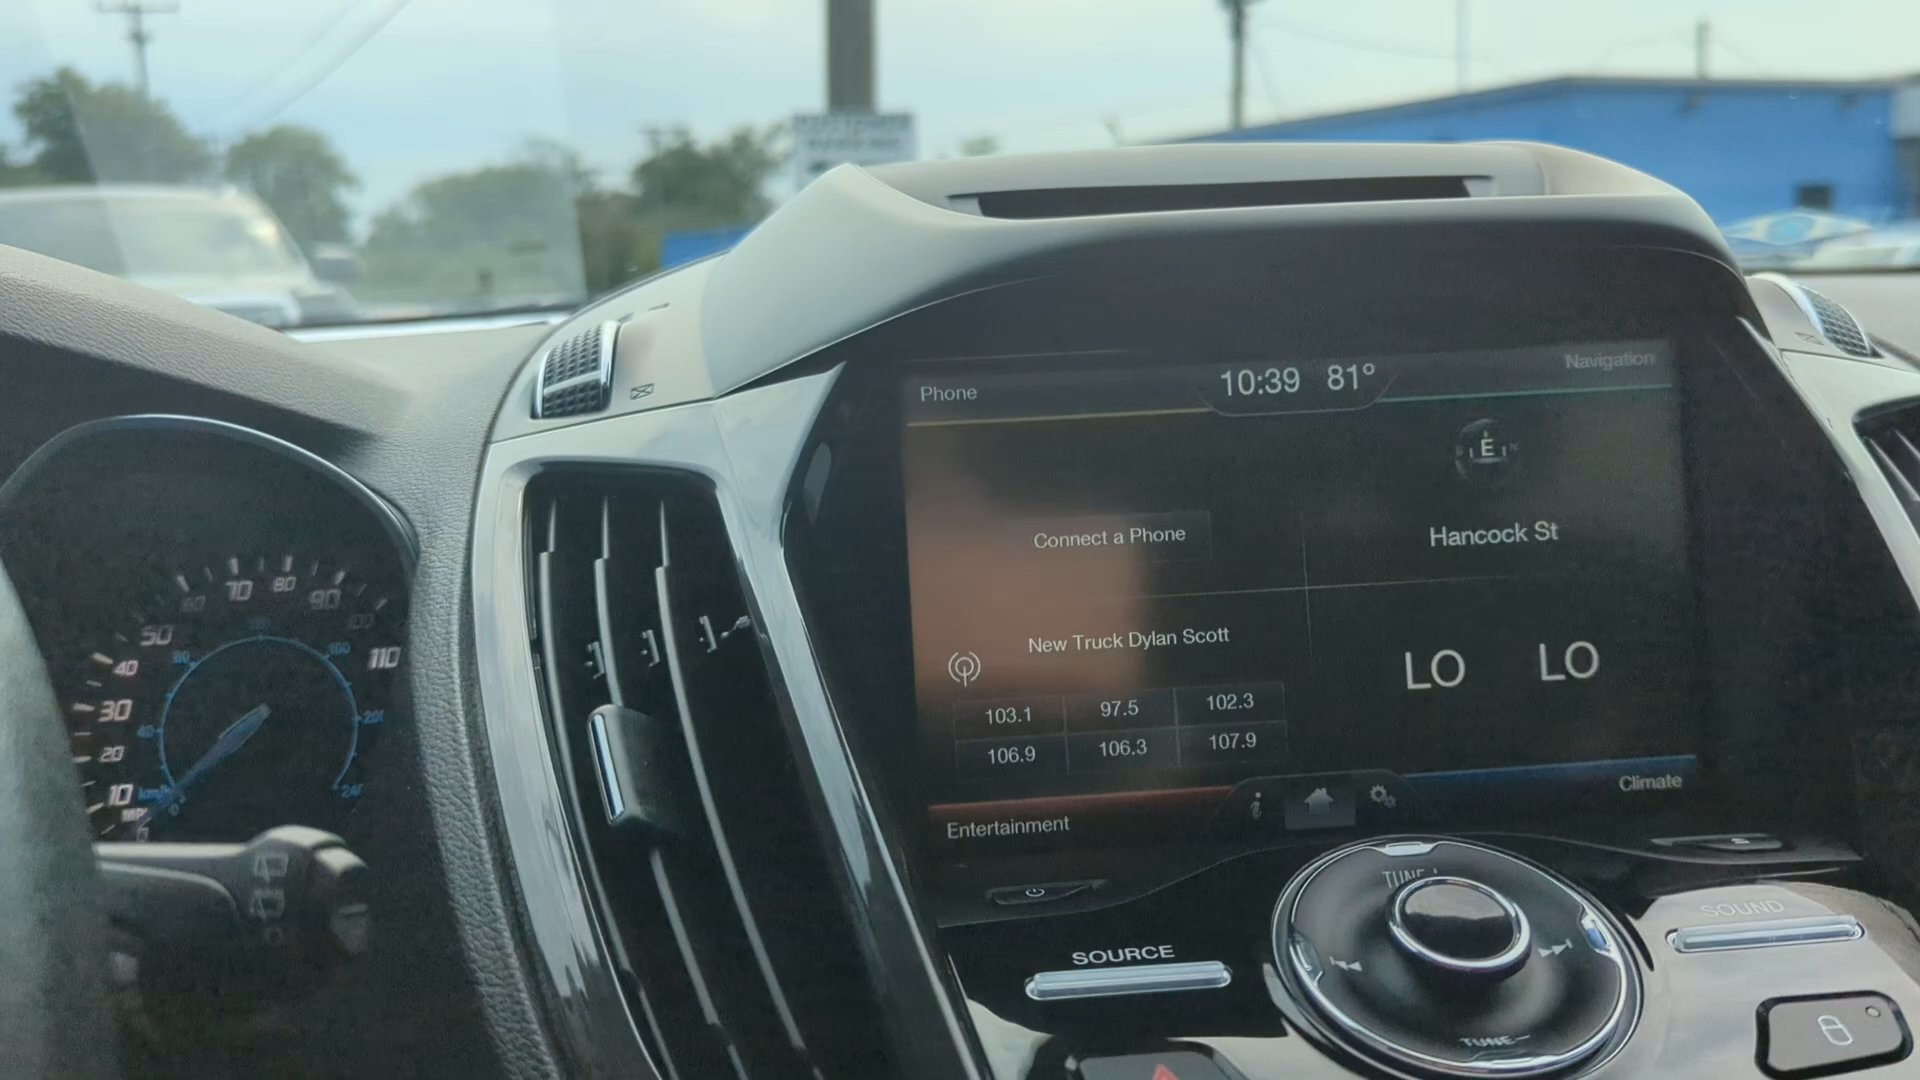 Phone
10:39 81°
Navigation
E
Connect a Phone
Hancock St
New Truck Dylan Scott
LO LO
103.1 97.5 102.3
106.9 106.3 107.9
Entertainment
Climate
SOURCE
TUNE
SOUND
TUNE
10
20
30
40
50
60
70
80
90
100
110
km/h